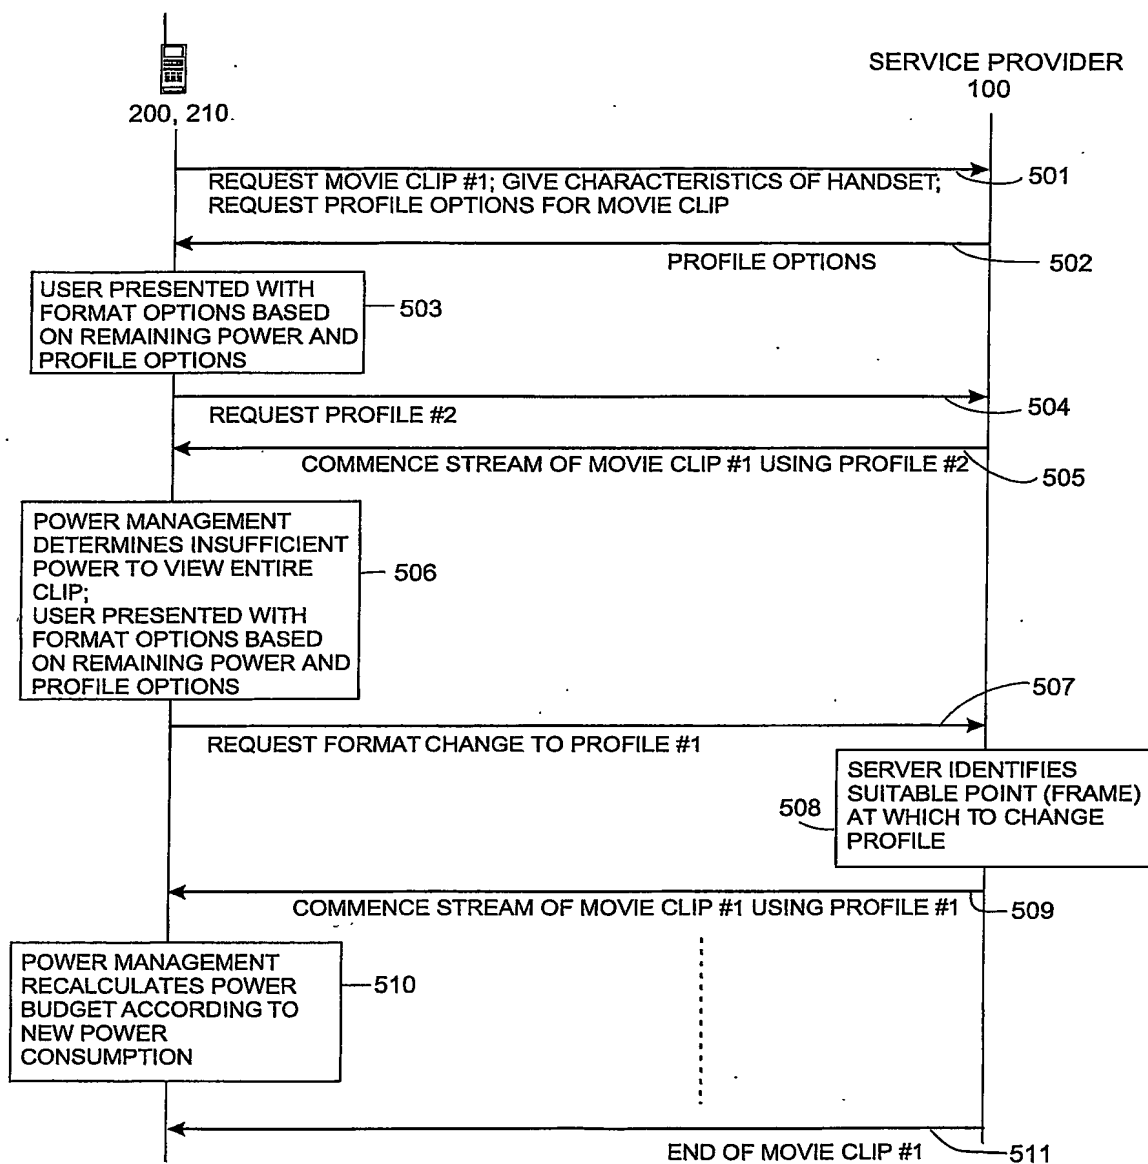 SERVICE PROVIDER
100
200, 210
REQUEST MOVIE CLIP #1; GIVE CHARACTERISTICS OF HANDSET;
REQUEST PROFILE OPTIONS FOR MOVIE CLIP
501
PROFILE OPTIONS
502
USER PRESENTED WITH
FORMAT OPTIONS BASED
ON REMAINING POWER AND
PROFILE OPTIONS
503
REQUEST PROFILE #2
504
COMMENCE STREAM OF MOVIE CLIP #1 USING PROFILE #2
505
POWER MANAGEMENT
DETERMINES INSUFFICIENT
POWER TO VIEW ENTIRE
CLIP;
USER PRESENTED WITH
FORMAT OPTIONS BASED
ON REMAINING POWER AND
PROFILE OPTIONS
506
507
REQUEST FORMAT CHANGE TO PROFILE #1
SERVER IDENTIFIES
SUITABLE POINT (FRAME)
AT WHICH TO CHANGE
PROFILE
508
COMMENCE STREAM OF MOVIE CLIP #1 USING PROFILE #1
509
POWER MANAGEMENT
RECALCULATES POWER
BUDGET ACCORDING TO
NEW POWER
CONSUMPTION
510
END OF MOVIE CLIP #1
511